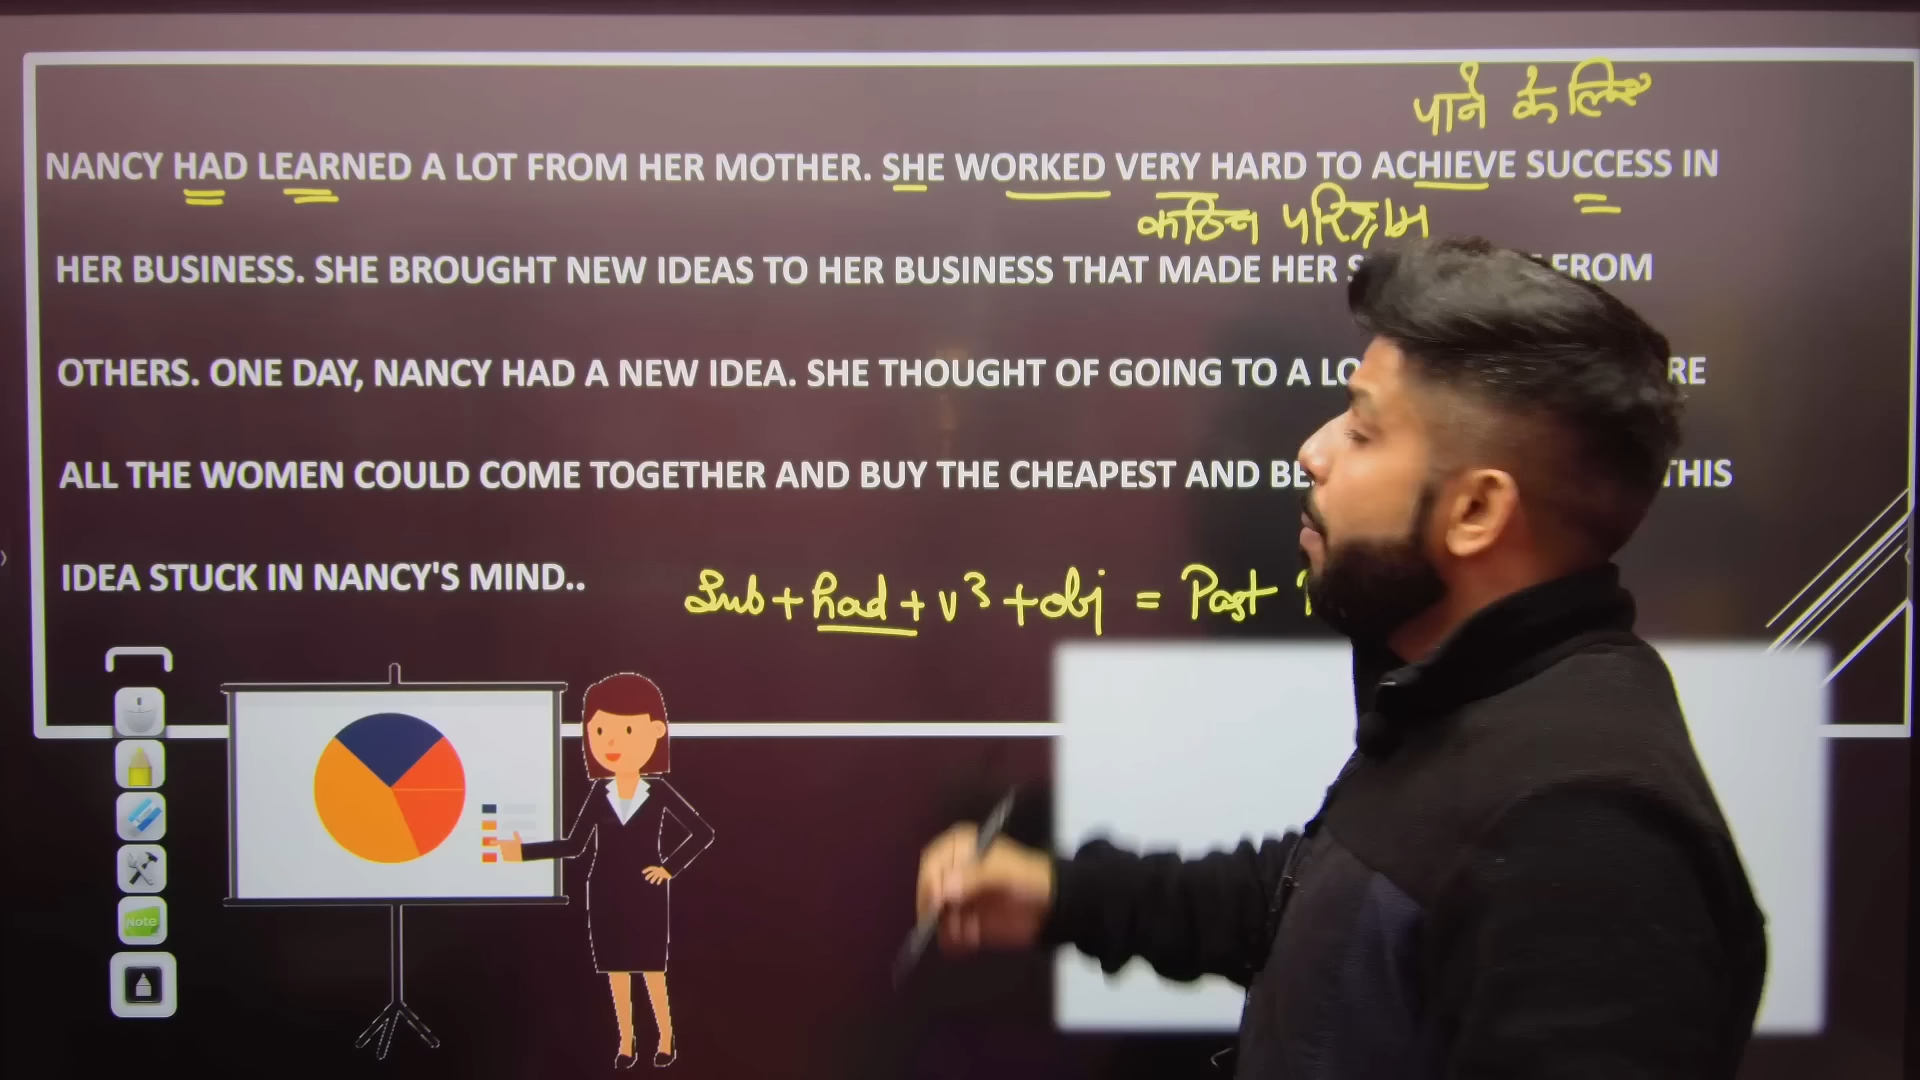 पाने के लिए
NANCY HAD LEARNED A LOT FROM HER MOTHER. SHE WORKED VERY HARD TO ACHIEVE SUCCESS IN
कठिन परिश्रम
HER BUSINESS. SHE BROUGHT NEW IDEAS TO HER BUSINESS THAT MADE HER FROM
OTHERS. ONE DAY, NANCY HAD A NEW IDEA. SHE THOUGHT OF GOING TO A
ALL THE WOMEN COULD COME TOGETHER AND BUY THE CHEAPEST AND THIS
IDEA STUCK IN NANCY'S MIND..
Sub + had + v3 + obj = Past
Note